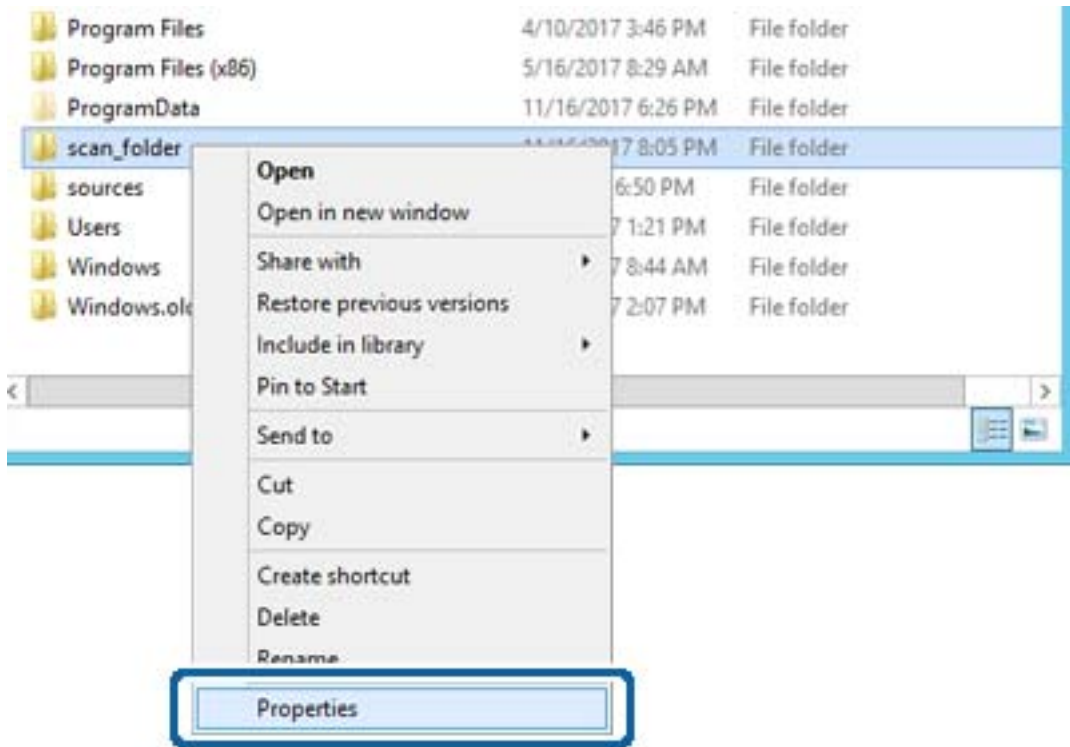 Program Files 4/10/2017 3:46 PM File folder
Program Files (x86) 5/16/2017 8:29 AM File folder
ProgramData 11/16/2017 6:26 PM File folder
scan_folder 17 8:05 PM File folder
sources 6:50 PM File folder
Users 7 1:21 PM File folder
Windows 7 8:44 AM File folder
Windows.old 7 2:07 PM File folder
Open
Open in new window
Share with
Restore previous versions
Include in library
Pin to Start
Send to
Cut
Copy
Create shortcut
Delete
Rename
Properties